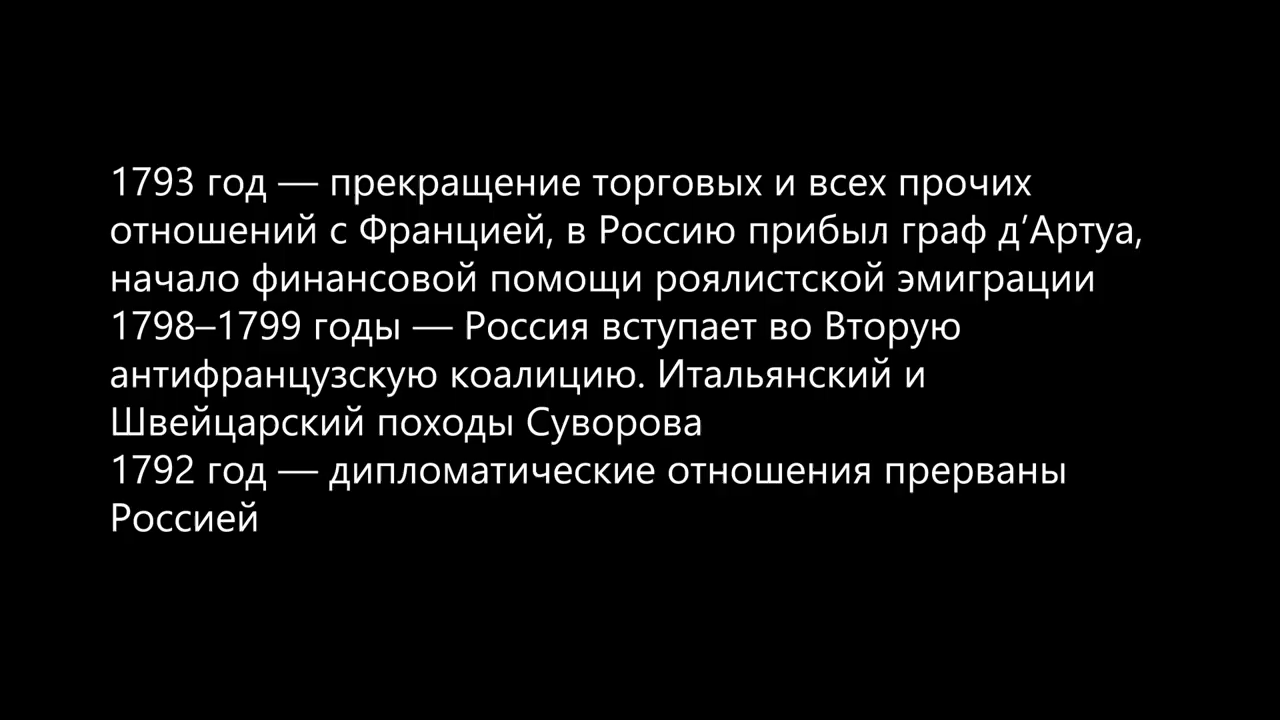 1793 год — прекращение торговых и всех прочих
отношений с Францией, в Россию прибыл граф д’Артуа,
начало финансовой помощи роялистской эмиграции
1798–1799 годы — Россия вступает во Вторую
антифранцузскую коалицию. Итальянский и
Швейцарский походы Суворова
1792 год — дипломатические отношения прерваны
Россией